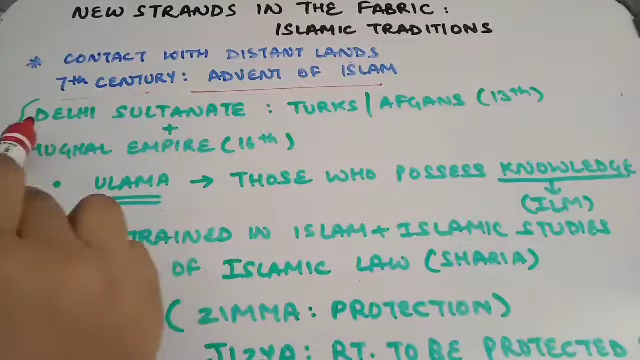 NEW STRANDS IN THE FABRIC :
ISLAMIC TRADITIONS
* CONTACT WITH DISTANT LANDS
7th CENTURY: ADVENT OF ISLAM
DELHI SULTANATE : TURKS | AFGANS (13th)
+
MUGHAL EMPIRE (16th)
• ULAMA → THOSE WHO POSSESS KNOWLEDGE
↓
(ILM)
TRAINED IN ISLAM + ISLAMIC STUDIES
OF ISLAMIC LAW (SHARIA)
( ZIMMA : PROTECTION)
JIZYA : RT. TO BE PROTECTED